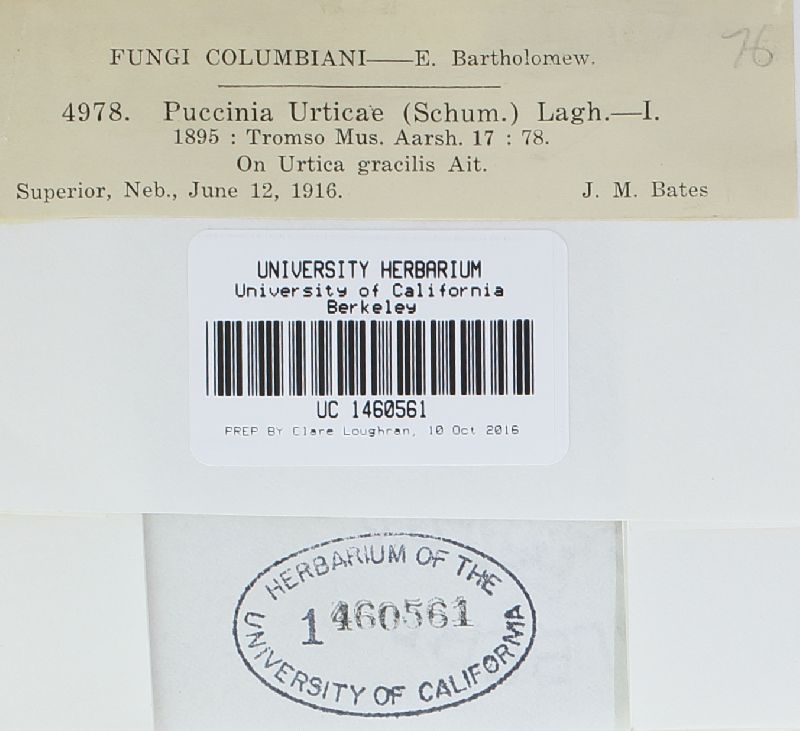 76
FUNGI COLUMBIANI——E. Bartholomew.
4978. Puccinia Urticae (Schum.) Lagh.—I.
1895 : Tromso Mus. Aarsh. 17 : 78.
On Urtica gracilis Ait.
Superior, Neb., June 12, 1916. J. M. Bates
UNIVERSITY HERBARIUM
University of California
Berkeley
UC 1460561
PREP BY Clare Loughran, 10 Oct 2016
HERBARIUM OF THE
1460561
UNIVERSITY OF CALIFORNIA